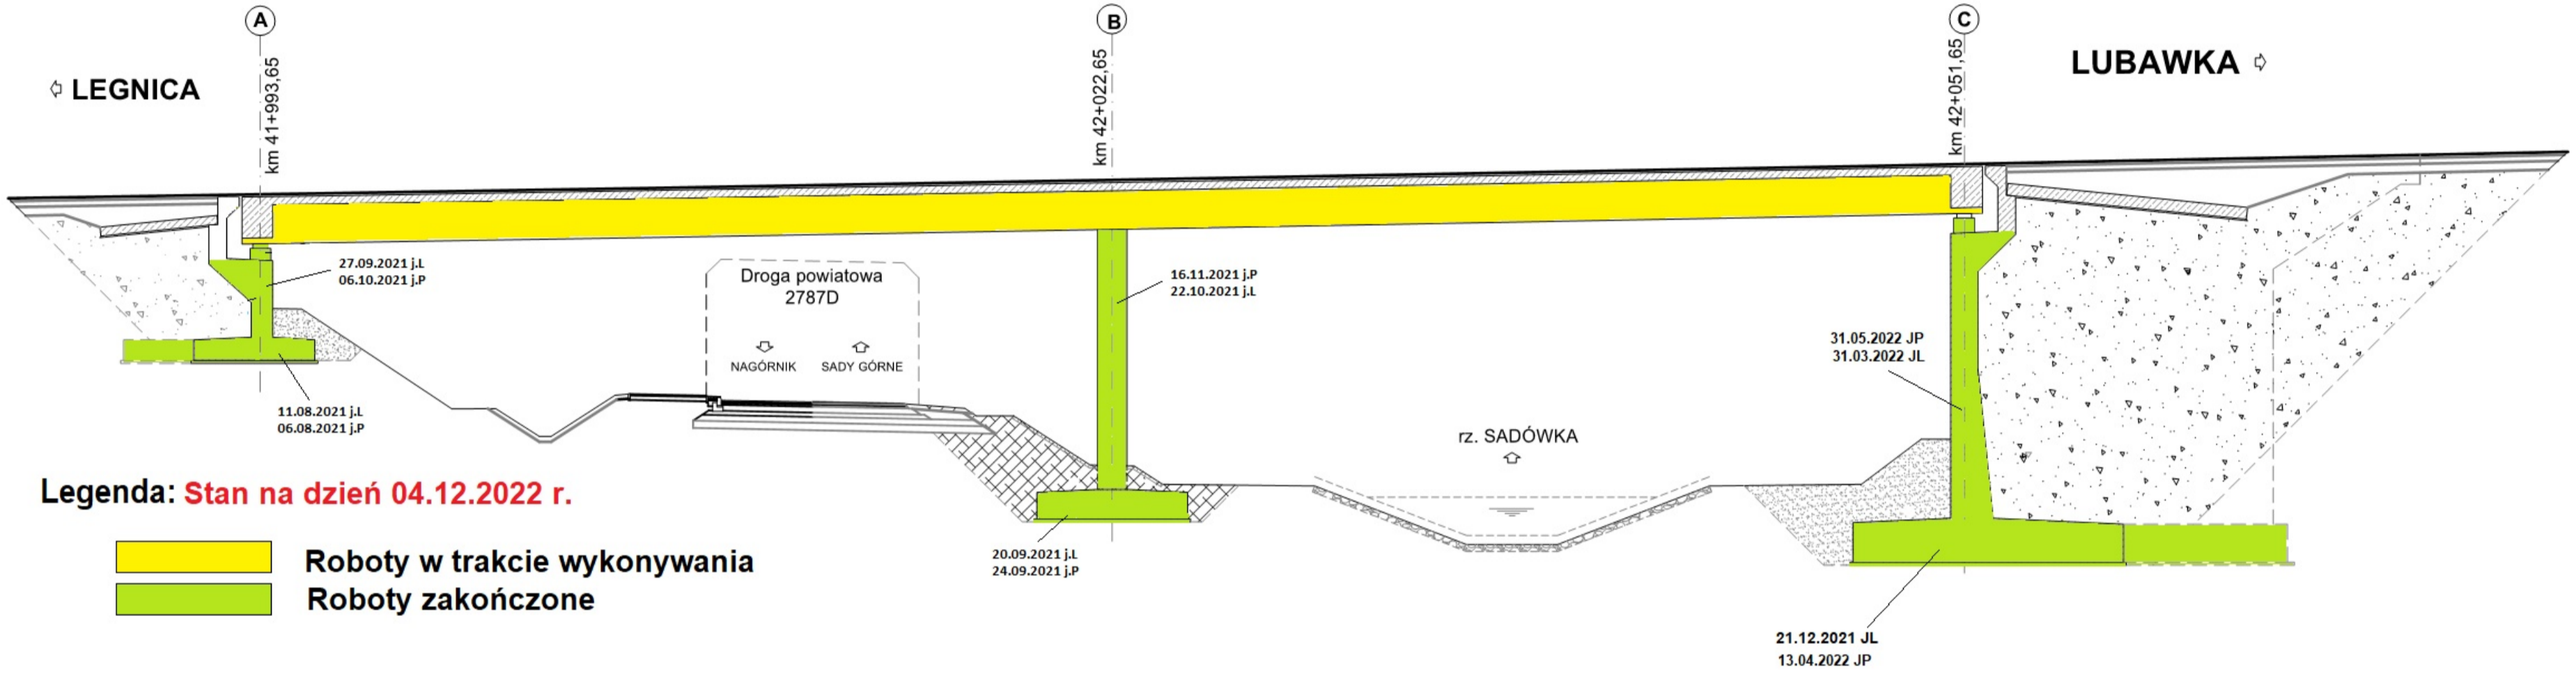 A
B
C
km 41+993,65
km 42+022,65
km 42+051,65
LEGNICA
LUBAWKA
27.09.2021 j.L
06.10.2021 j.P
Droga powiatowa
2787D
NAGÓRNIK SADY GÓRNE
16.11.2021 j.P
22.10.2021 j.L
31.05.2022 JP
31.03.2022 JL
11.08.2021 j.L
06.08.2021 j.P
rz. SADÓWKA
Legenda: Stan na dzień 04.12.2022 r.
Roboty w trakcie wykonywania
Roboty zakończone
20.09.2021 j.L
24.09.2021 j.P
21.12.2021 JL
13.04.2022 JP